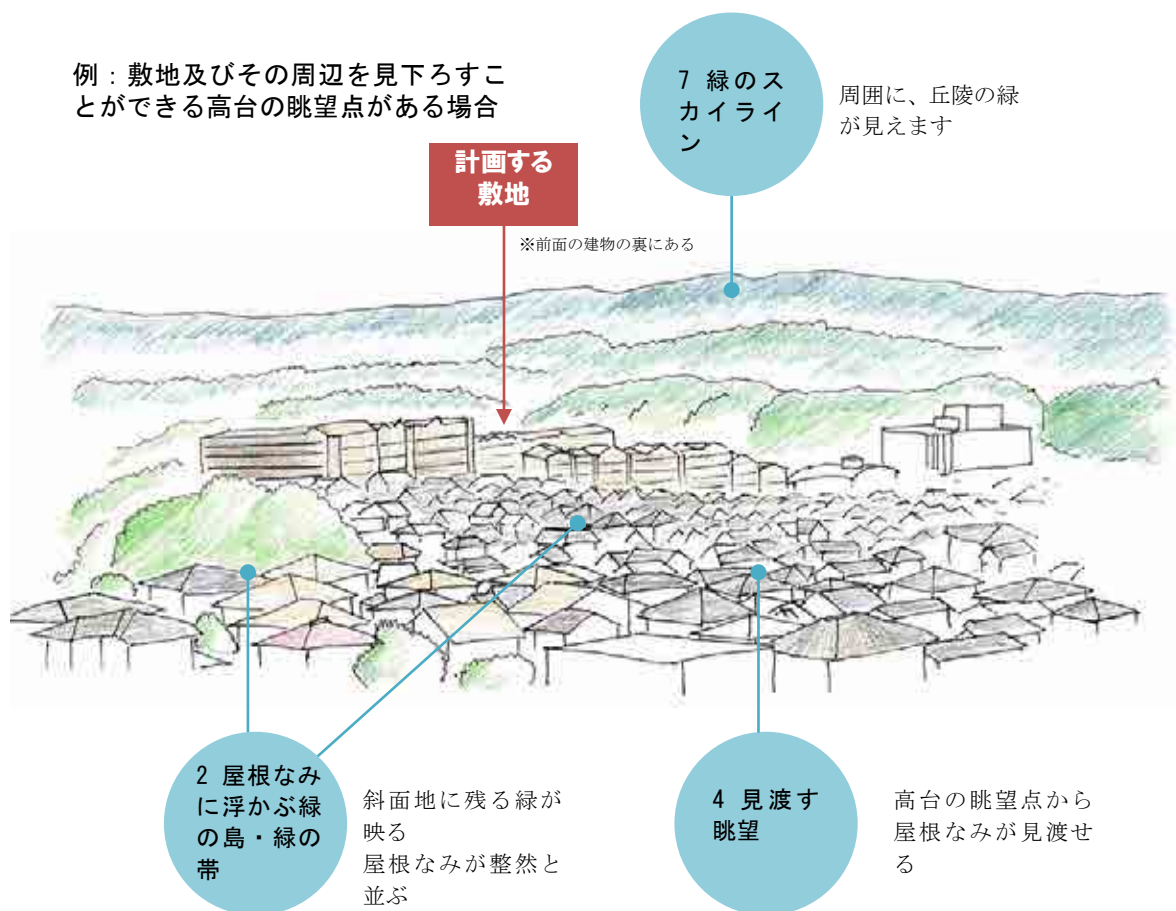 例：敷地及びその周辺を見下ろすこ
とができる高台の眺望点がある場合
7 緑のス
カイライ
ン
周囲に、丘陵の緑
が見えます
計画する
敷地
※前面の建物の裏にある
2 屋根なみ
に浮かぶ緑
の島・緑の
帯
斜面地に残る緑が
映る
屋根なみが整然と
並ぶ
4 見渡す
眺望
高台の眺望点から
屋根なみが見渡せ
る